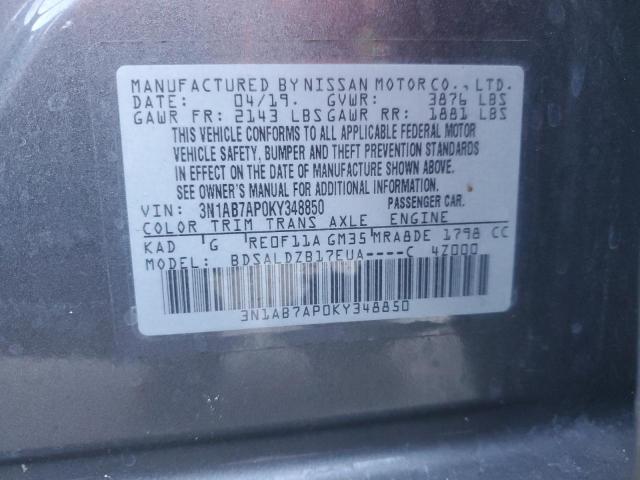 MANUFACTURED BY NISSAN MOTOR CO., LTD.
DATE: 04/19. GVWR: 3876 LBS
GAWR FR: 2143 LBS GAWR RR: 1881 LBS
THIS VEHICLE CONFORMS TO ALL APPLICABLE FEDERAL MOTOR
VEHICLE SAFETY, BUMPER AND THEFT PREVENTION STANDARDS
IN EFFECT ON THE DATE OF MANUFACTURE SHOWN ABOVE.
SEE OWNER'S MANUAL FOR ADDITIONAL INFORMATION.
VIN: 3N1AB7AP0KY348850 PASSENGER CAR.
COLOR TRIM TRANS AXLE ENGINE
KAD G RE0F11A GM35 MRA8DE 1798 CC
MODEL: BDSALDZB17EUA----C 4Z000
3N1AB7AP0KY348850